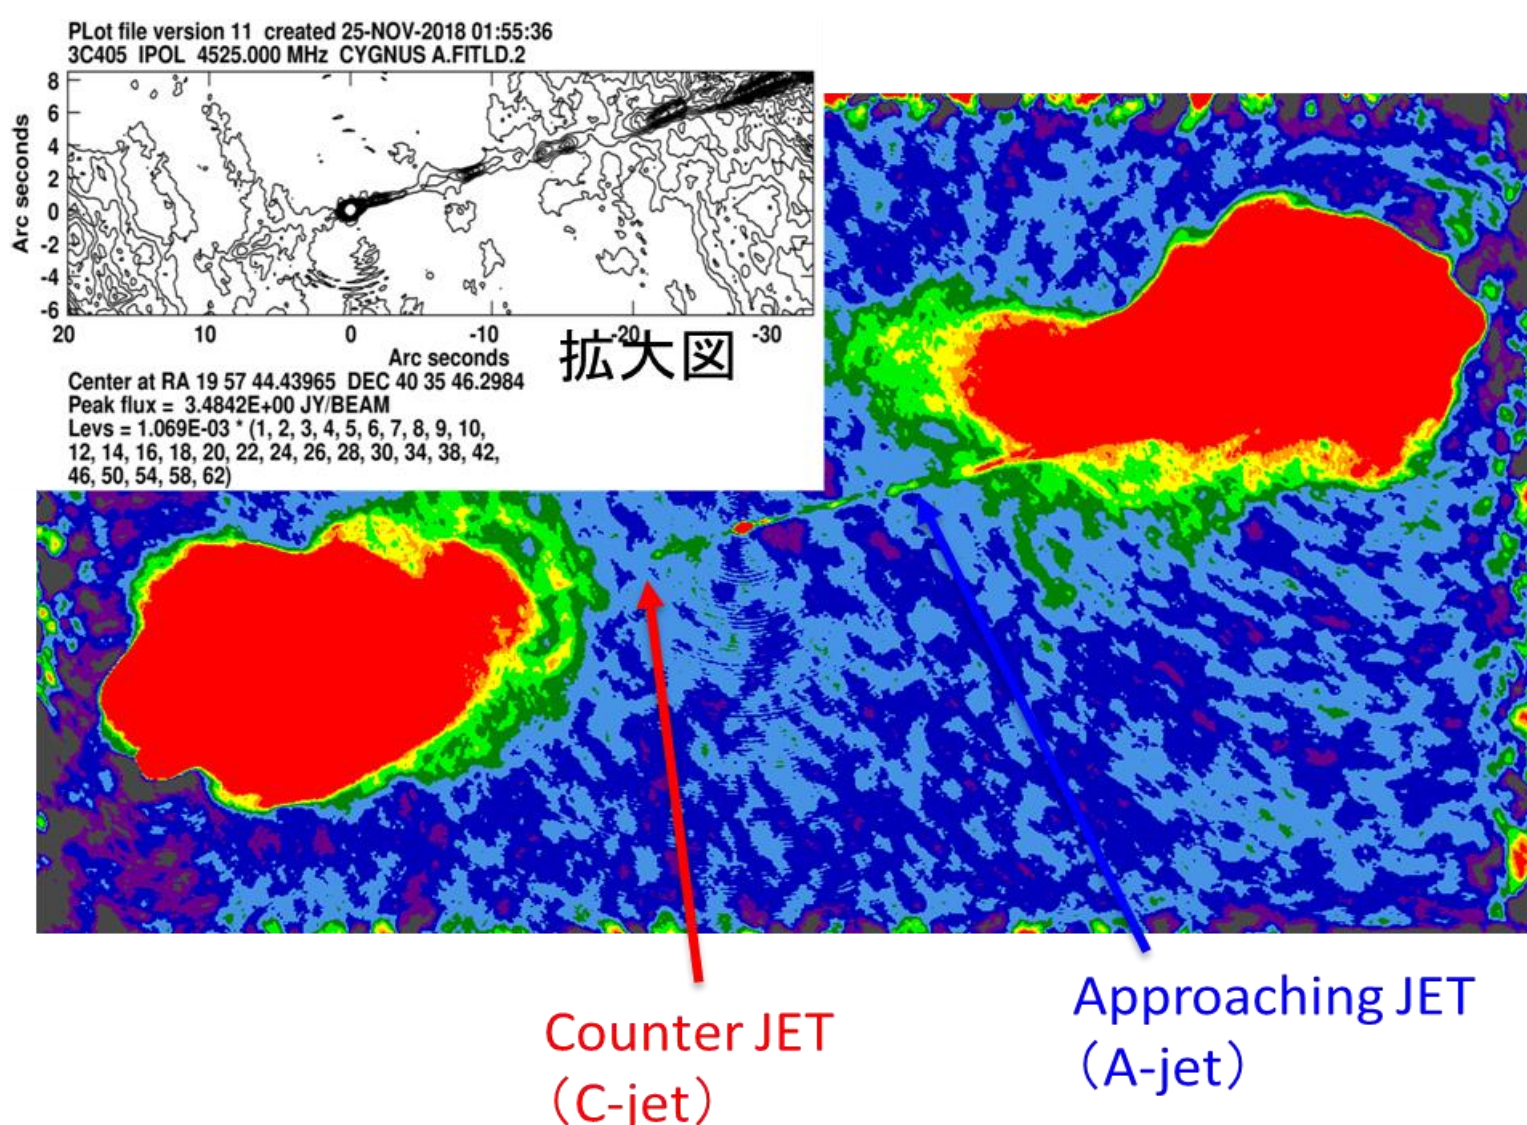 PLot file version 11 created 25-NOV-2018 01:55:36
3C405 IPOL 4525.000 MHz CYGNUS A.FITLD.2
Arc seconds
8
6
4
2
0
-2
-4
-6
20 10 0 -10 -20 -30
Arc seconds
拡大図
Center at RA 19 57 44.43965 DEC 40 35 46.2984
Peak flux = 3.4842E+00 JY/BEAM
Levs = 1.069E-03 * (1, 2, 3, 4, 5, 6, 7, 8, 9, 10,
12, 14, 16, 18, 20, 22, 24, 26, 28, 30, 34, 38, 42,
46, 50, 54, 58, 62)
Approaching JET
（A-jet）
Counter JET
（C-jet）